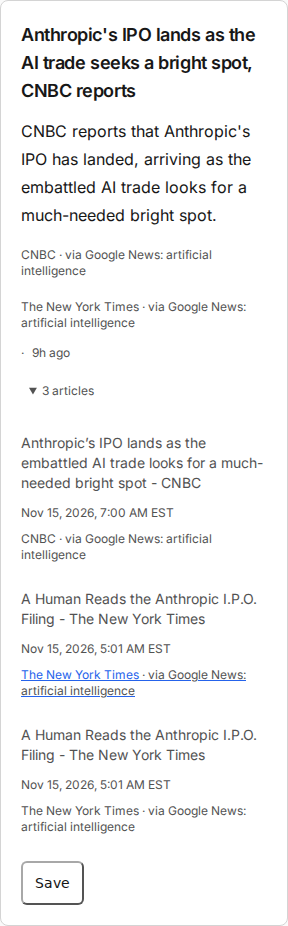 Anthropic's IPO lands as the
AI trade seeks a bright spot,
CNBC reports
CNBC reports that Anthropic's
IPO has landed, arriving as the
embattled AI trade looks for a
much-needed bright spot.
CNBC · via Google News: artificial
intelligence
The New York Times · via Google News:
artificial intelligence
· 9h ago
▼ 3 articles
Anthropic’s IPO lands as the
embattled AI trade looks for a much-
needed bright spot - CNBC
Nov 15, 2026, 7:00 AM EST
CNBC · via Google News: artificial
intelligence
A Human Reads the Anthropic I.P.O.
Filing - The New York Times
Nov 15, 2026, 5:01 AM EST
The New York Times · via Google News:
artificial intelligence
A Human Reads the Anthropic I.P.O.
Filing - The New York Times
Nov 15, 2026, 5:01 AM EST
The New York Times · via Google News:
artificial intelligence
Save